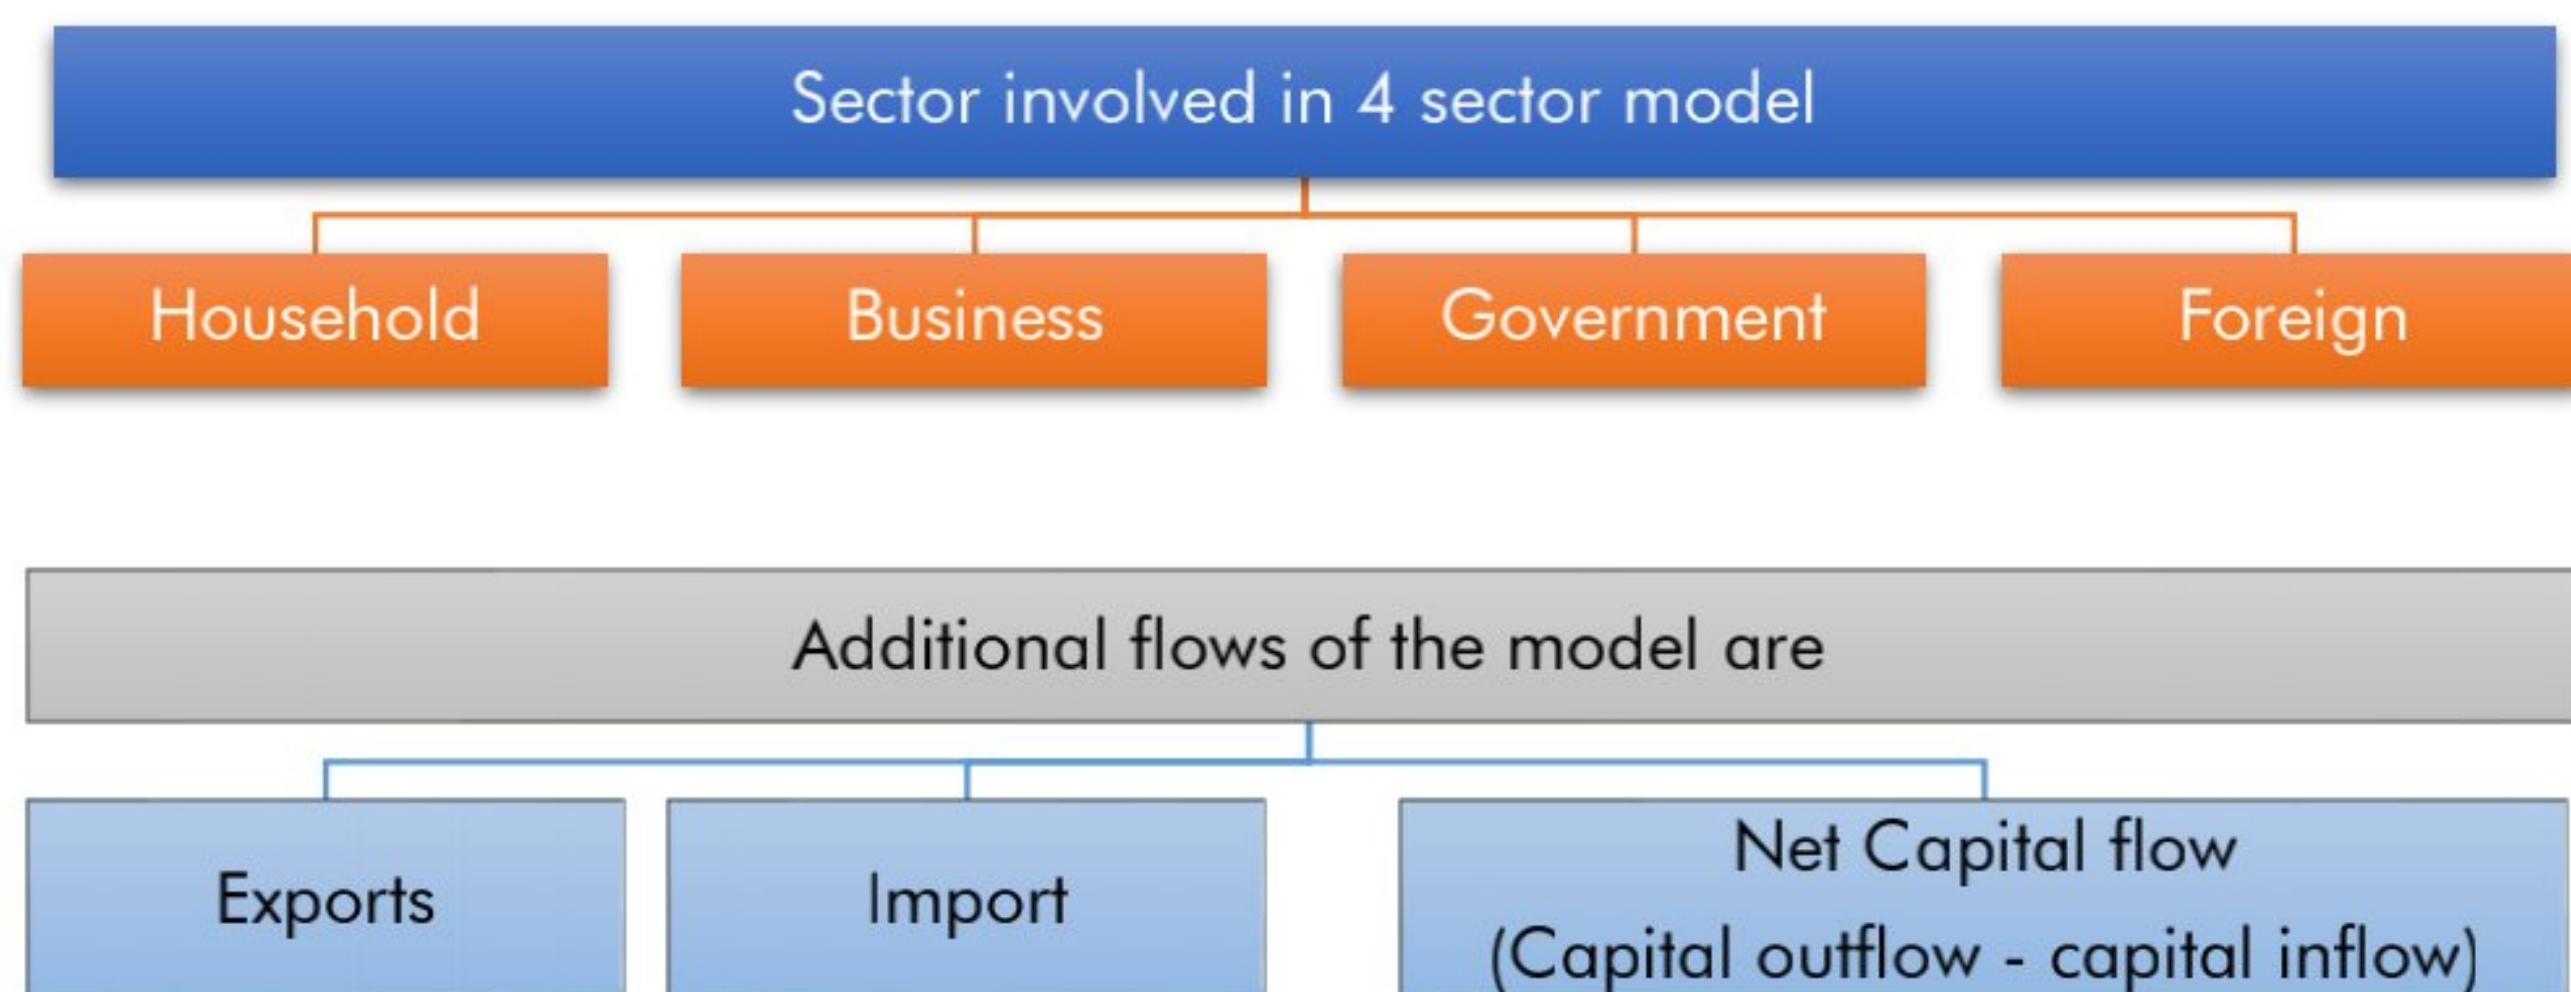 Sector involved in 4 sector model
Household
Business
Government
Foreign
Additional flows of the model are
Exports
Import
Net Capital flow
(Capital outflow - capital inflow)